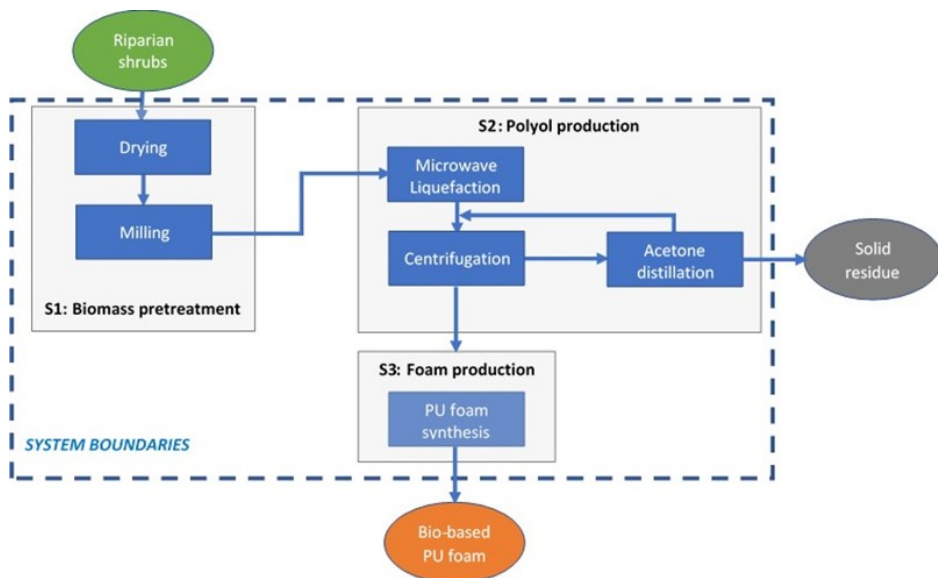 Riparian
shrubs
Drying
Milling
S1: Biomass pretreatment
S2: Polyol production
Microwave
Liquefaction
Centrifugation
Acetone
distillation
Solid
residue
S3: Foam production
PU foam
synthesis
SYSTEM BOUNDARIES
Bio-based
PU foam